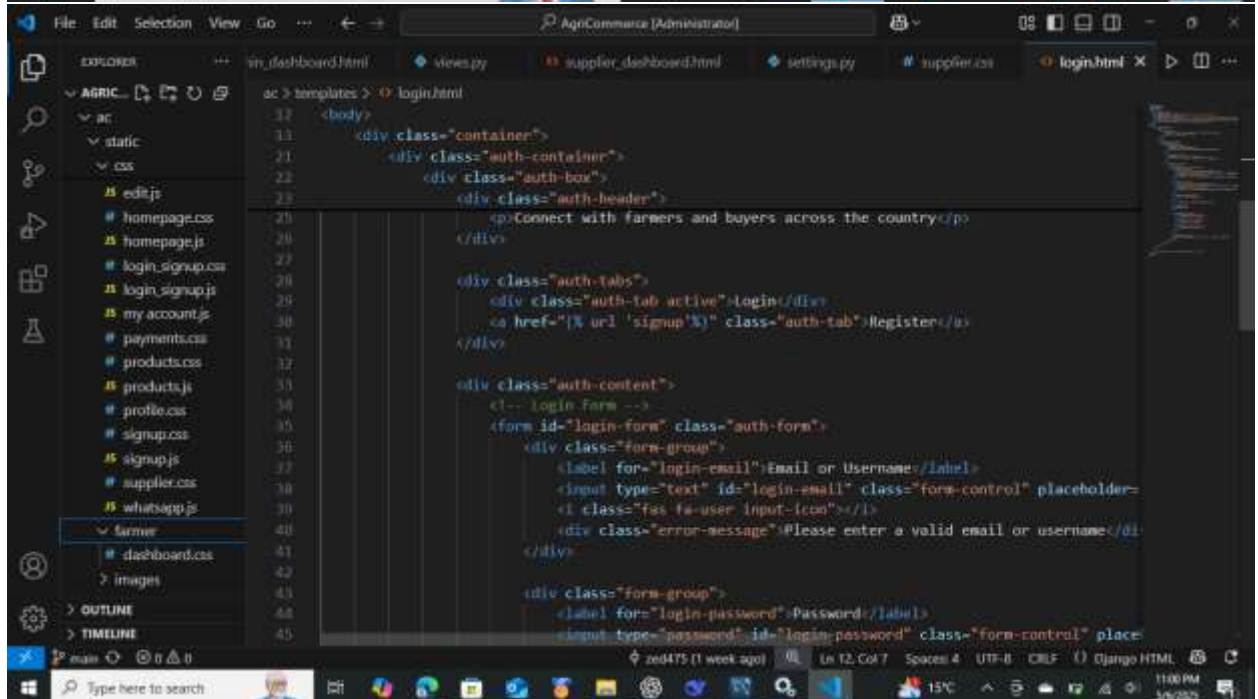 File Edit Selection View Go ··· AgriCommerce [Administrator]
EXPLORER ··· in_dashboard.html views.py supplier_dashboard.html settings.py # supplier.css login.html
AGRIC...
ac > templates > login.html
ac
static
css
JS edit.js
# homepage.css
JS homepage.js
# login_signup.css
JS login_signup.js
JS my account.js
# payments.css
# products.css
JS products.js
# profile.css
# signup.css
JS signup.js
# supplier.css
JS whatsapp.js
farmer
# dashboard.css
images
OUTLINE
TIMELINE
12 <body>
13 <div class="container">
21 <div class="auth-container">
22 <div class="auth-box">
23 <div class="auth-header">
25 <p>Connect with farmers and buyers across the country</p>
26 </div>
27
28 <div class="auth-tabs">
29 <div class="auth-tab active">Login</div>
30 <a href="{% url 'signup'%}" class="auth-tab">Register</a>
31 </div>
32
33 <div class="auth-content">
34 <!-- Login Form -->
35 <form id="login-form" class="auth-form">
36 <div class="form-group">
37 <label for="login-email">Email or Username</label>
38 <input type="text" id="login-email" class="form-control" placeholder=
39 <i class="fas fa-user input-icon"></i>
40 <div class="error-message">Please enter a valid email or username</di
41 </div>
42
43 <div class="form-group">
44 <label for="login-password">Password</label>
45 <input type="password" id="login-password" class="form-control" place
main 0 0 zed475 (1 week ago) Ln 12, Col 7 Spaces: 4 UTF-8 CRLF Django HTML
Type here to search 15°C 11:00 PM